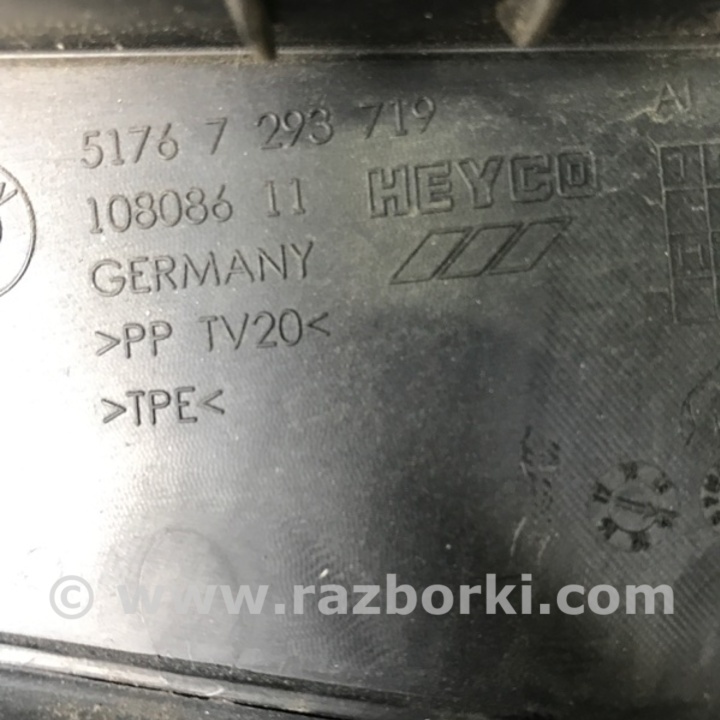 5176 7 293 719
108086 11 HEYCO
GERMANY
>PP TV20<
>TPE<
© www.razborki.com